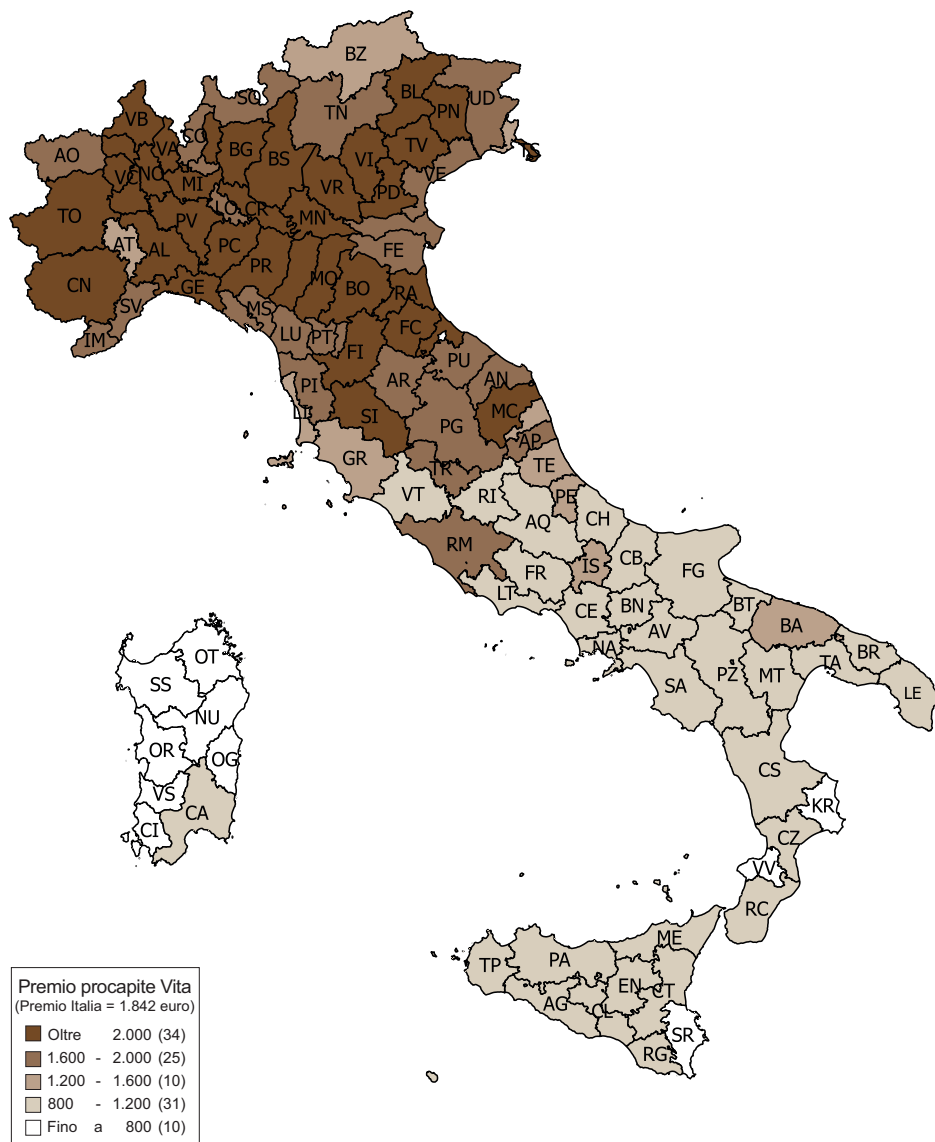 BZ
BL
PN
UD
SO
TN
VB
CO
VA
BG
BS
VI
TV
AO
VC
NO
MI
VR
PD
VE
TO
LO
CR
MN
PV
AT
AL
PC
PR
MO
FE
CN
GE
BO
RA
SV
MS
IM
LU
PT
FI
FC
PU
PI
AR
AN
LI
SI
MC
PG
AP
GR
TR
TE
VT
RI
PE
AQ
CH
RM
IS
CB
FG
FR
LT
CE
BN
BT
BA
NA
AV
BR
SA
PZ
MT
TA
LE
OT
SS
NU
OR
OG
VS
CA
CI
CS
KR
CZ
VV
RC
ME
TP
PA
EN
CT
AG
CL
SR
RG
Premio procapite Vita
(Premio Italia = 1.842 euro)
Oltre 2.000 (34)
1.600 - 2.000 (25)
1.200 - 1.600 (10)
800 - 1.200 (31)
Fino a 800 (10)